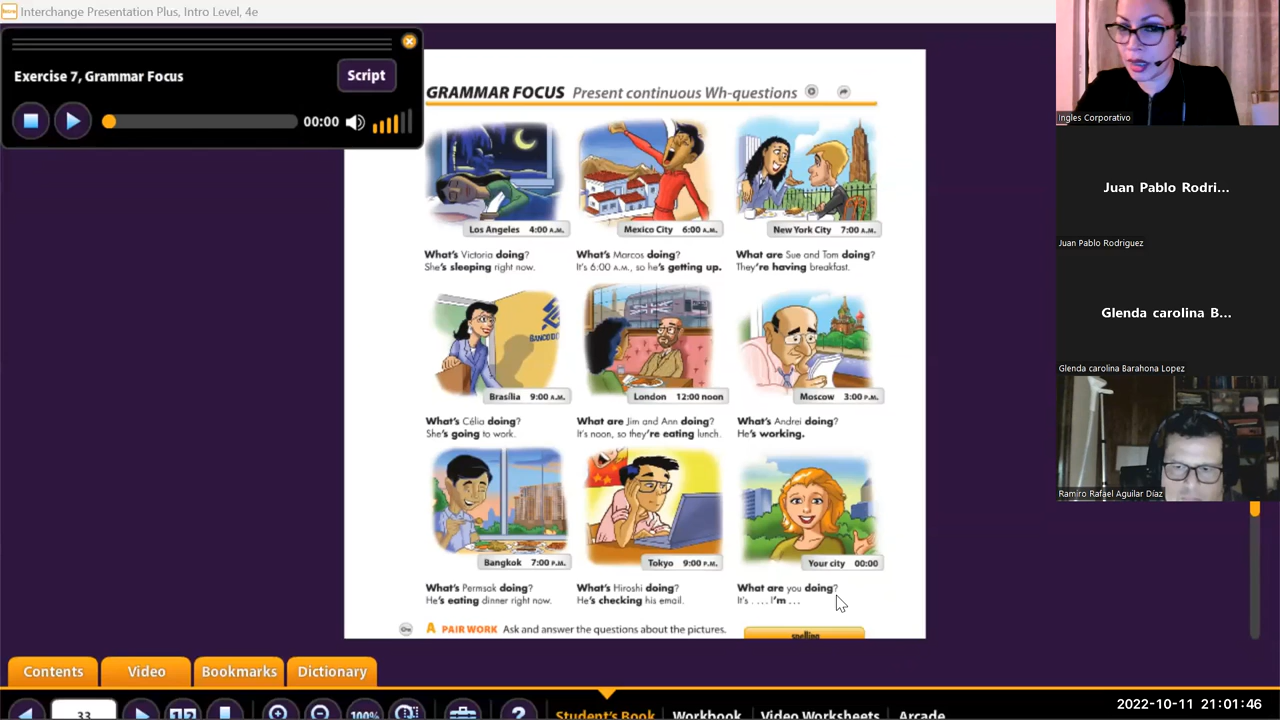 Interchange Presentation Plus, Intro Level, 4e
Exercise 7, Grammar Focus
Script
00:00
GRAMMAR FOCUS Present continuous Wh-questions
Los Angeles 4:00 A.M.
Mexico City 6:00 A.M.
New York City 7:00 A.M.
What's Victoria doing?
She's sleeping right now.
What's Marcos doing?
It's 6:00 A.M., so he's getting up.
What are Sue and Tom doing?
They're having breakfast.
BANCO DO
Brasília 9:00 A.M.
London 12:00 noon
Moscow 3:00 P.M.
What's Célia doing?
She's going to work.
What are Jim and Ann doing?
It's noon, so they're eating lunch.
What's Andrei doing?
He's working.
Bangkok 7:00 P.M.
Tokyo 9:00 P.M.
Your city 00:00
What's Permsak doing?
He's eating dinner right now.
What's Hiroshi doing?
He's checking his email.
What are you doing?
It's . . . . I'm . . .
A PAIR WORK Ask and answer the questions about the pictures.
spelling
Contents
Video
Bookmarks
Dictionary
33
100%
?
Student's Book
Workbook
Video Worksheets
Arcade
Ingles Corporativo
Juan Pablo Rodri...
Juan Pablo Rodriguez
Glenda carolina B...
Glenda carolina Barahona Lopez
Ramiro Rafael Aguilar Díaz
2022-10-11 21:01:46